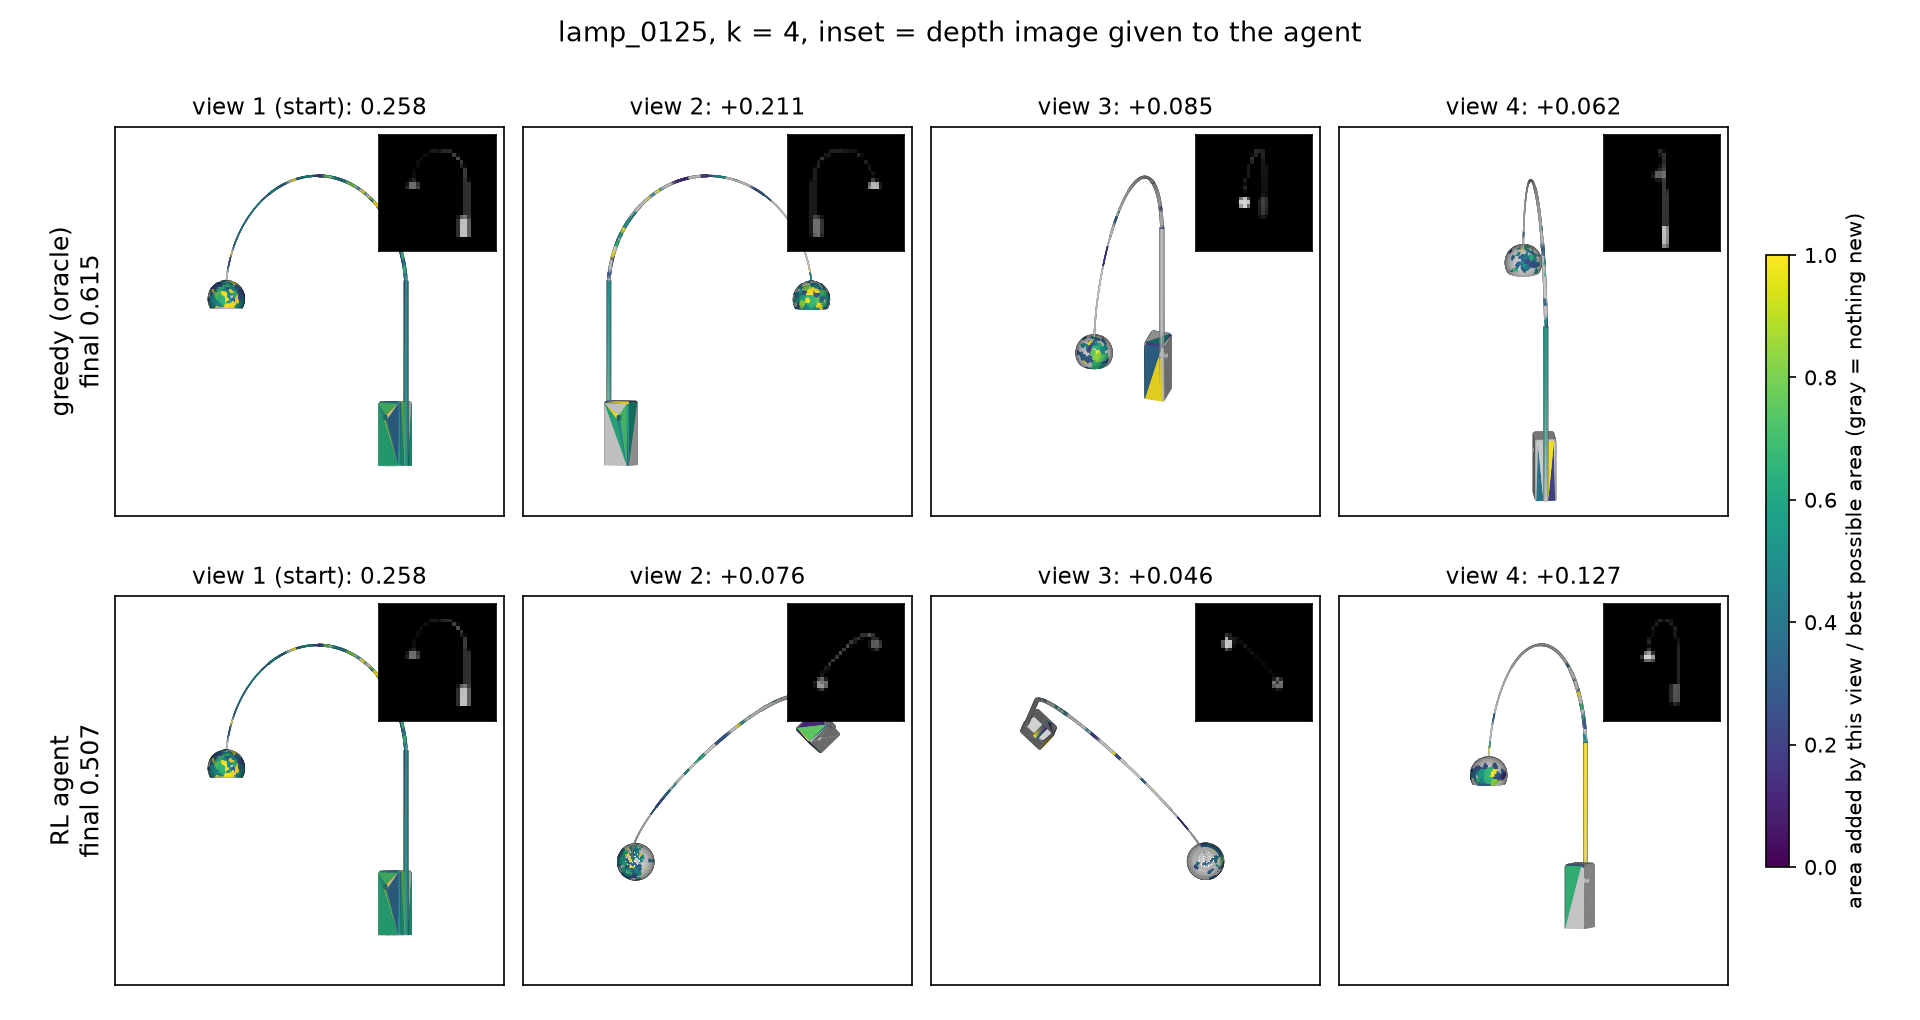 lamp_0125, k = 4, inset = depth image given to the agent
greedy (oracle)
final 0.615
view 1 (start): 0.258
view 2: +0.211
view 3: +0.085
view 4: +0.062
RL agent
final 0.507
view 1 (start): 0.258
view 2: +0.076
view 3: +0.046
view 4: +0.127
1.0
0.8
0.6
0.4
0.2
0.0
area added by this view / best possible area (gray = nothing new)